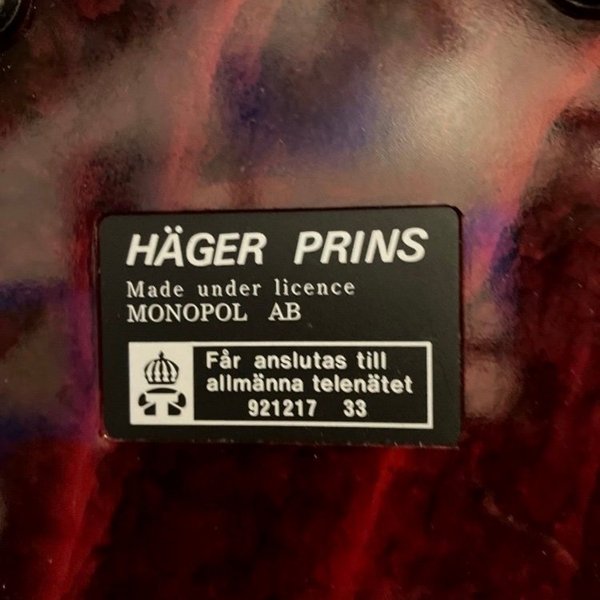 HÄGER PRINS
Made under licence
MONOPOL AB
Får anslutas till
allmänna telenätet
921217 33